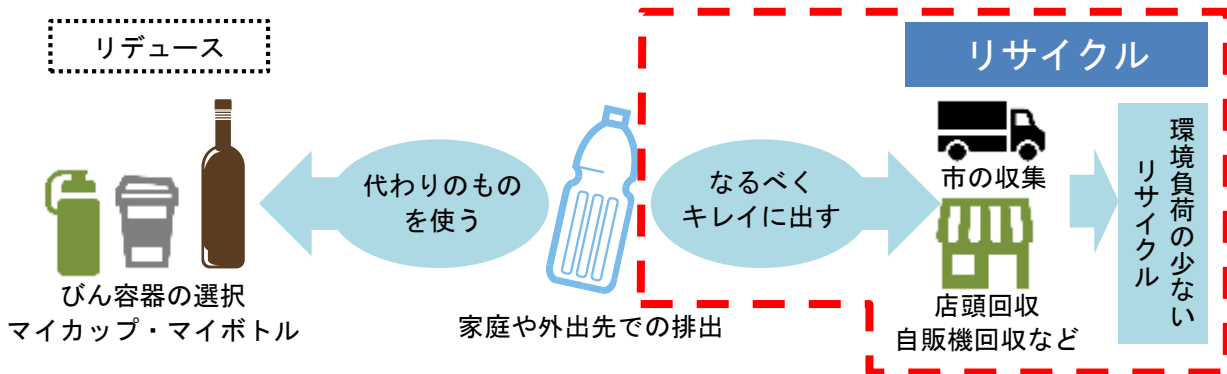 リデュース
代わりのもの
を使う
びん容器の選択
マイカップ・マイボトル
家庭や外出先での排出
なるべく
キレイに出す
リサイクル
市の収集
店頭回収
自販機回収など
環境負荷の少ない
リサイクル